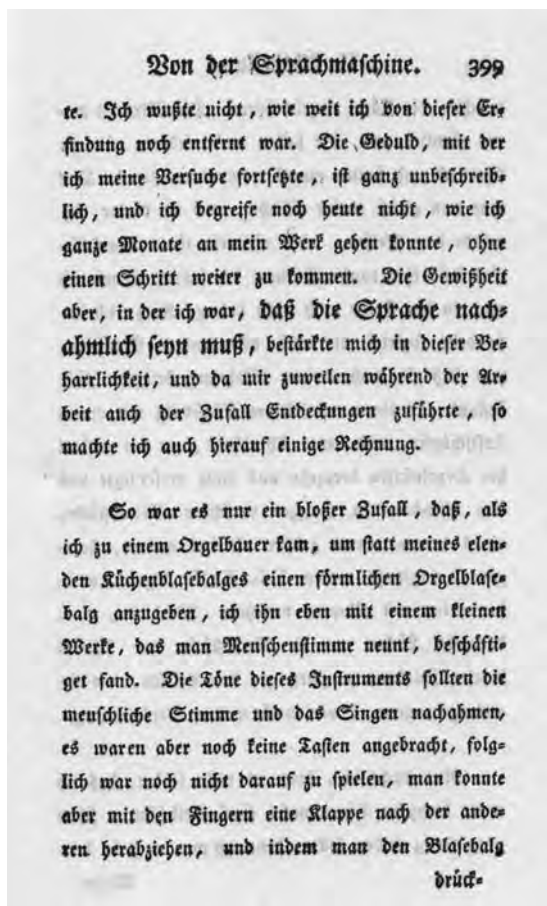 Von der Sprachmaschine. 399
te. Ich wußte nicht, wie weit ich von dieser Er-
findung noch entfernt war. Die Geduld, mit der
ich meine Versuche fortsetzte, ist ganz unbeschreib-
lich, und ich begreife noch heute nicht, wie ich
ganze Monate an mein Werk gehen konnte, ohne
einen Schritt weiter zu kommen. Die Gewißheit
aber, in der ich war, daß die Sprache nach-
ahmlich seyn muß, bestärkte mich in dieser Be-
harrlichkeit, und da mir zuweilen während der Ar-
beit auch der Zufall Entdeckungen zuführte, so
machte ich auch hierauf einige Rechnung.
So war es nur ein bloßer Zufall, daß, als
ich zu einem Orgelbauer kam, um statt meines elen-
den Küchenblasebalges einen förmlichen Orgelblase-
balg anzugeben, ich ihn eben mit einem kleinen
Werke, das man Menschenstimme nennt, beschäfti-
get fand. Die Töne dieses Instruments sollten die
menschliche Stimme und das Singen nachahmen,
es waren aber noch keine Tasten angebracht, folg-
lich war noch nicht darauf zu spielen, man konnte
aber mit den Fingern eine Klappe nach der ande-
ren herabziehen, und indem man den Blasebalg
drück-